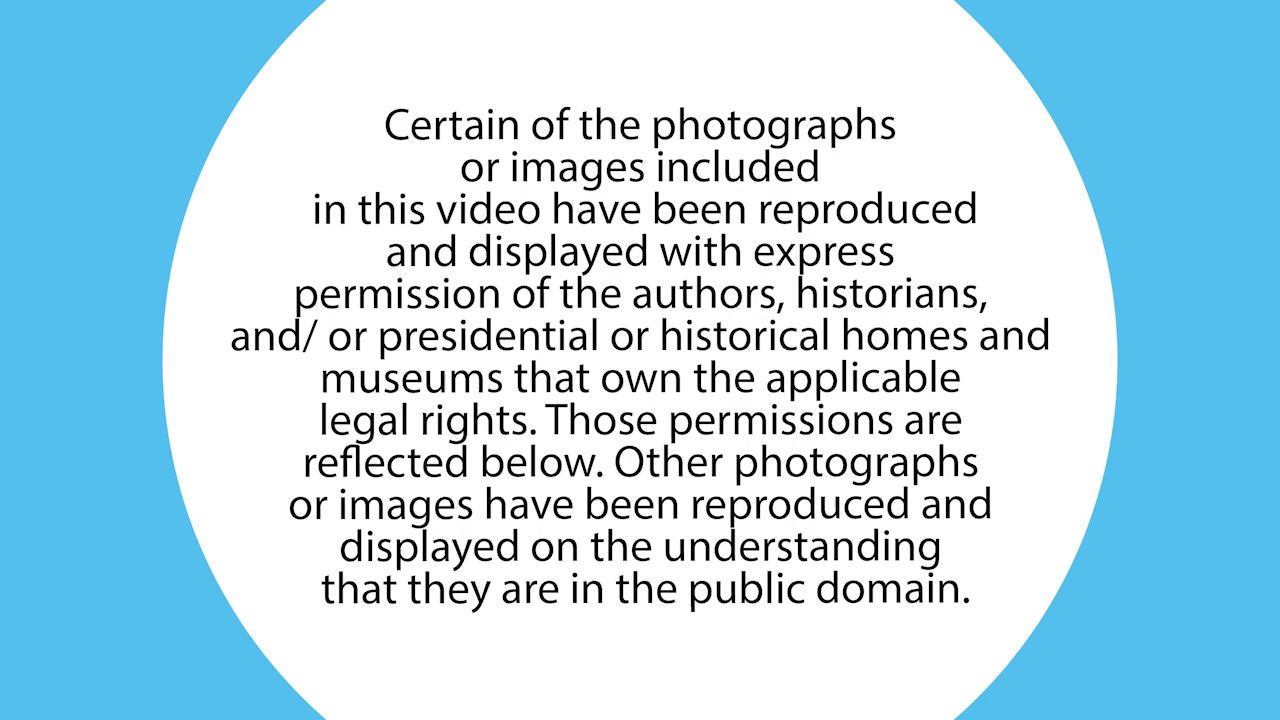 Certain of the photographs
or images included
in this video have been reproduced
and displayed with express
permission of the authors, historians,
and/ or presidential or historical homes and
museums that own the applicable
legal rights. Those permissions are
reflected below. Other photographs
or images have been reproduced and
displayed on the understanding
that they are in the public domain.